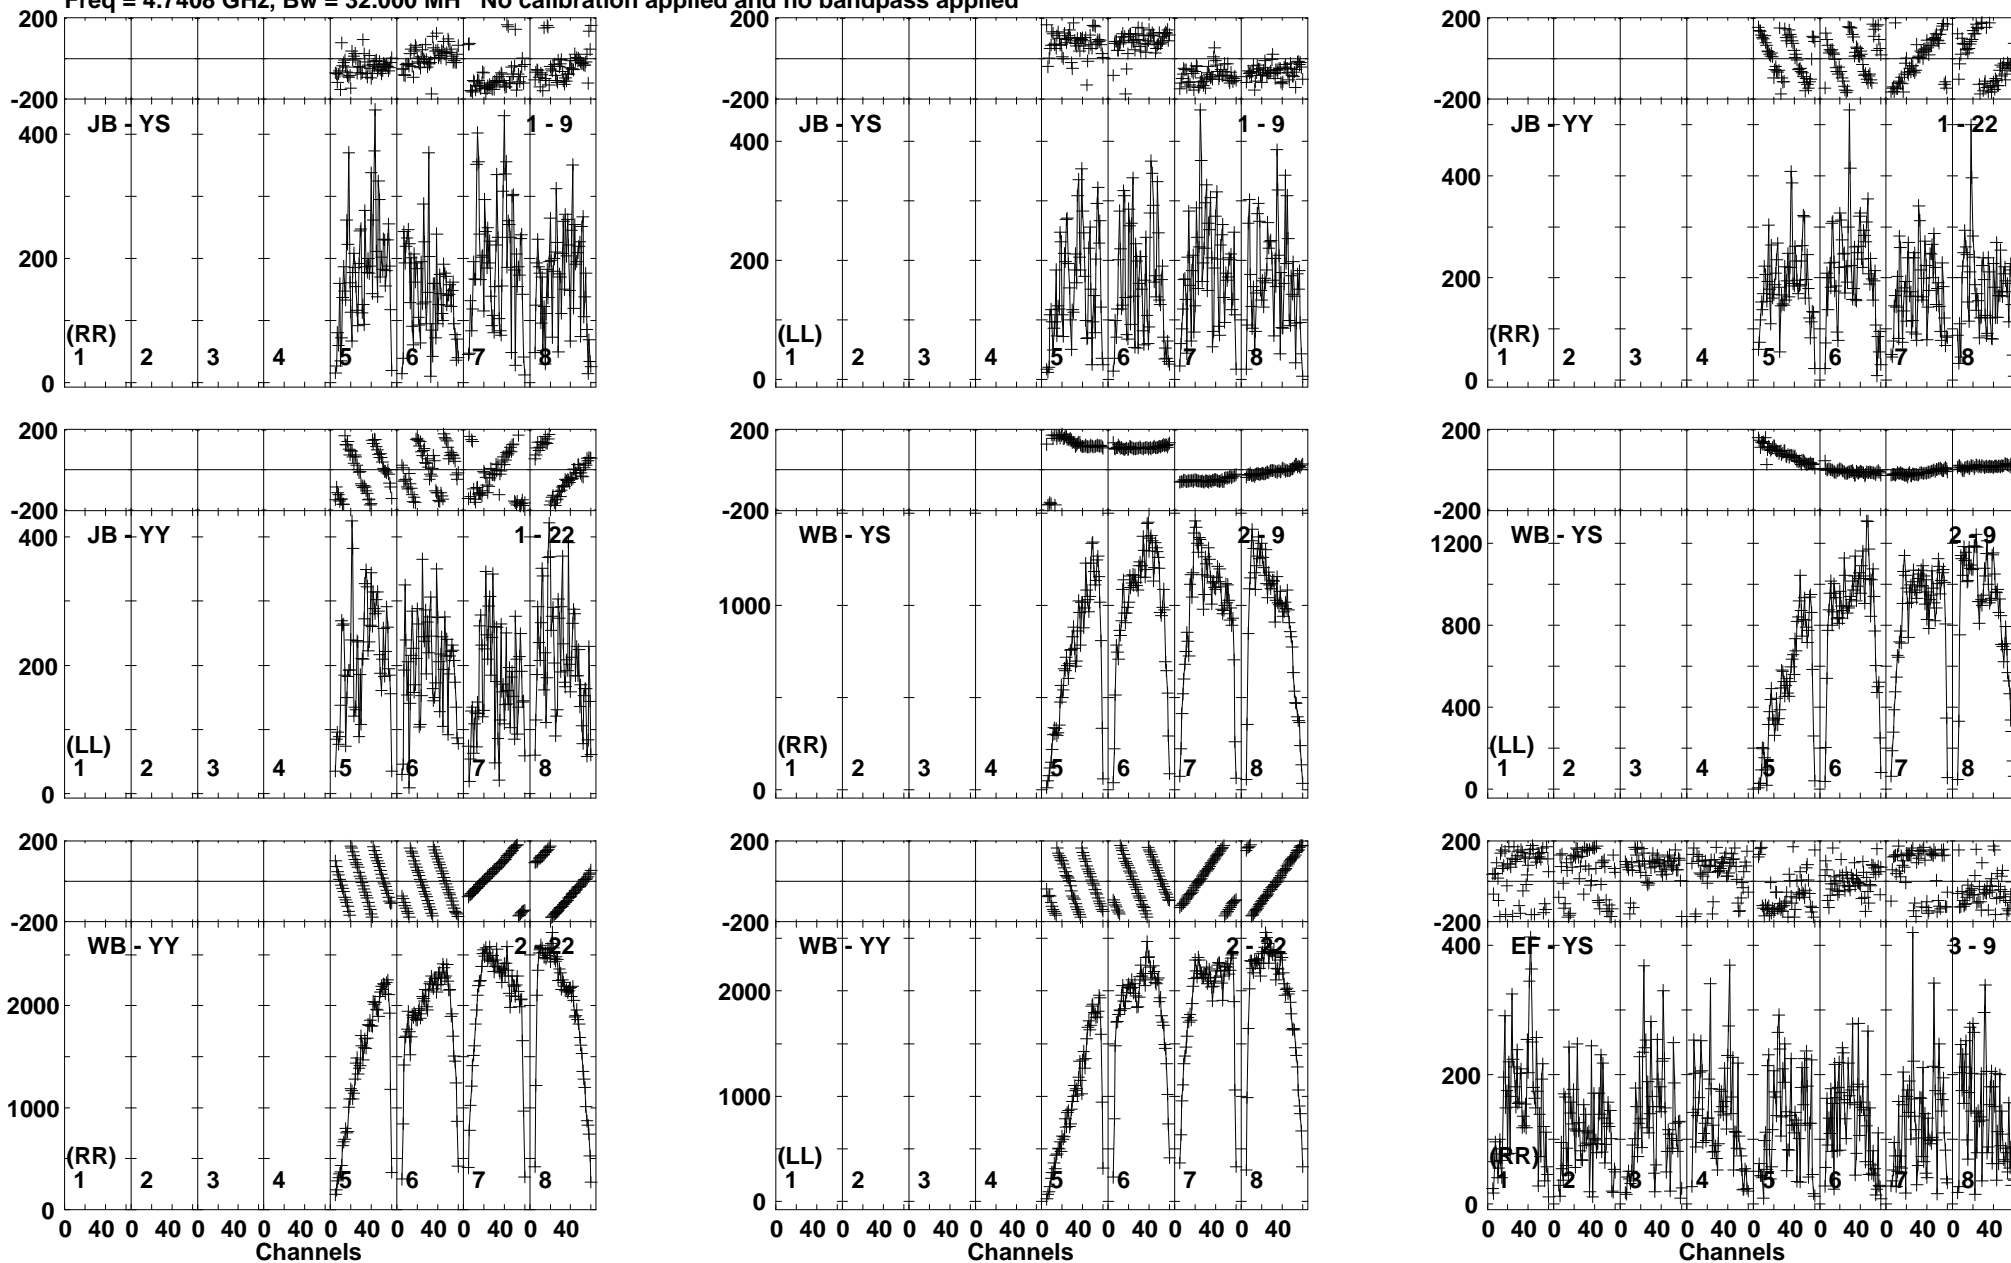 Freq = 4.7408 GHz, Bw = 32.000 MH No calibration applied and no bandpass applied
200 200 200
-200 -200 -200
JB - YS 1 - 9 JB - YS 1 - 9 JB - YY 1 - 22
400 400 400
200 200 200
(RR) (LL) (RR)
1 2 3 4 5 6 7 8 1 2 3 4 5 6 7 8 1 2 3 4 5 6 7 8
0 0 0
200 200 200
-200 -200 -200
JB - YY 1 - 22 WB - YS 2 - 9 WB - YS 2 - 9
400 1000 1200
200 800
400
(LL) (RR) (LL)
1 2 3 4 5 6 7 8 1 2 3 4 5 6 7 8 1 2 3 4 5 6 7 8
0 0 0
200 200 200
-200 -200 -200
WB - YY 2 - 22 WB - YY 2 - 22 EF - YS 3 - 9
2000 2000 400
1000 1000 200
(RR) (LL) (RR)
1 2 3 4 5 6 7 8 1 2 3 4 5 6 7 8 1 2 3 4 5 6 7 8
0 0 0
0 40 0 40 0 40 0 40 0 40 0 40 0 40 0 40 0 40 0 40 0 40 0 40 0 40 0 40 0 40 0 40 0 40 0 40 0 40 0 40 0 40 0 40 0 40 0 40
Channels Channels Channels